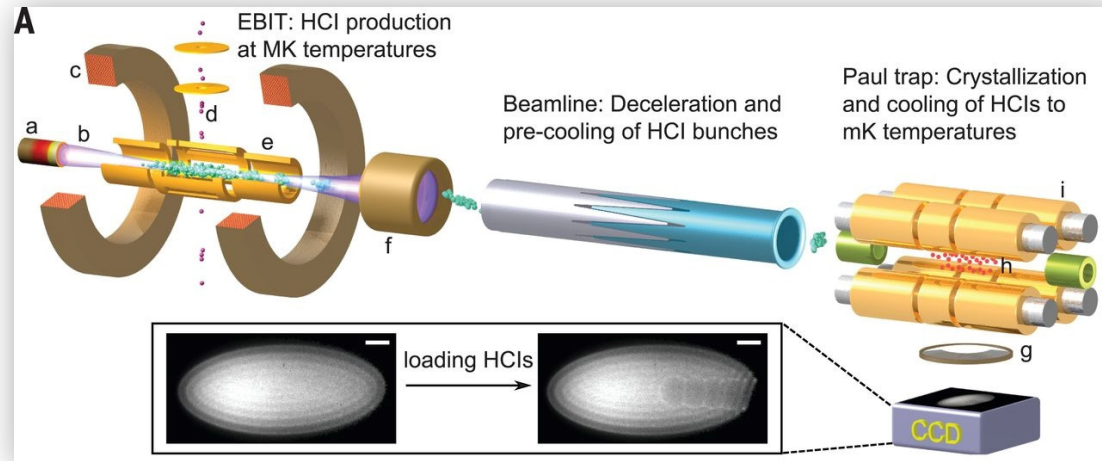 A
EBIT: HCI production
at MK temperatures
c
a
b
d
e
f
Beamline: Deceleration and
pre-cooling of HCI bunches
Paul trap: Crystallization
and cooling of HCIs to
mK temperatures
i
h
g
loading HCIs
CCD